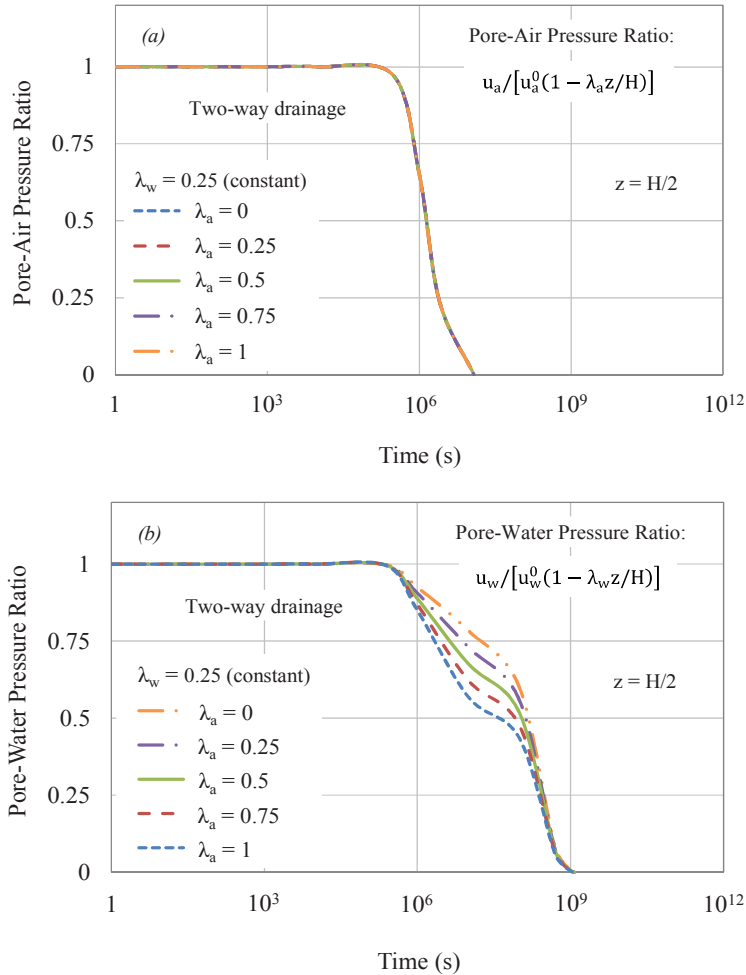 (a)
Pore-Air Pressure Ratio:
u_a/[u_a^0(1 − λ_a z/H)]
Two-way drainage
λ_w = 0.25 (constant)
z = H/2
λ_a = 0
λ_a = 0.25
λ_a = 0.5
λ_a = 0.75
λ_a = 1
Pore-Air Pressure Ratio
1
0.75
0.5
0.25
0
1
10^3
10^6
10^9
10^12
Time (s)
(b)
Pore-Water Pressure Ratio:
u_w/[u_w^0(1 − λ_w z/H)]
Two-way drainage
λ_w = 0.25 (constant)
z = H/2
λ_a = 0
λ_a = 0.25
λ_a = 0.5
λ_a = 0.75
λ_a = 1
Pore-Water Pressure Ratio
1
0.75
0.5
0.25
0
1
10^3
10^6
10^9
10^12
Time (s)